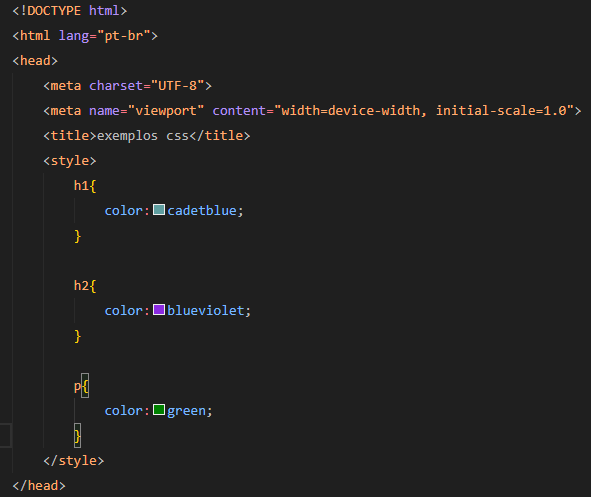 <!DOCTYPE html>
<html lang="pt-br">
<head>
    <meta charset="UTF-8">
    <meta name="viewport" content="width=device-width, initial-scale=1.0">
    <title>exemplos css</title>
    <style>
        h1{
            color:cadetblue;
        }

        h2{
            color:blueviolet;
        }

        p{
            color:green;
        }
    </style>
</head>